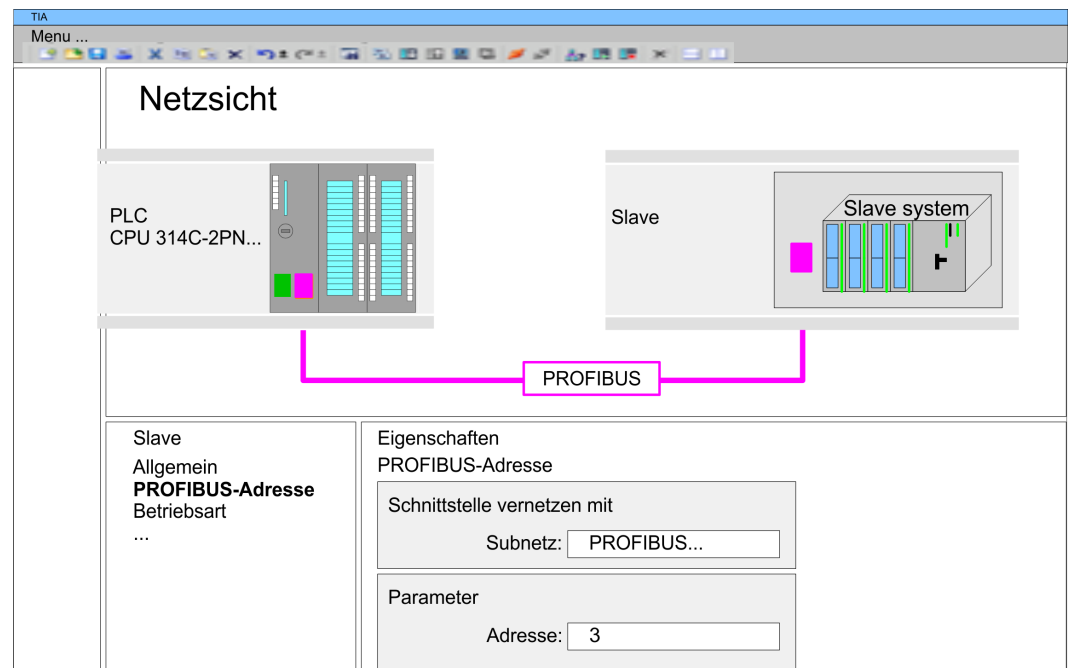 TIA
Menu ...
Netzsicht
PLC
CPU 314C-2PN...
Slave
Slave system
PROFIBUS
Slave
Allgemein
PROFIBUS-Adresse
Betriebsart
...
Eigenschaften
PROFIBUS-Adresse
Schnittstelle vernetzen mit
Subnetz: PROFIBUS...
Parameter
Adresse: 3